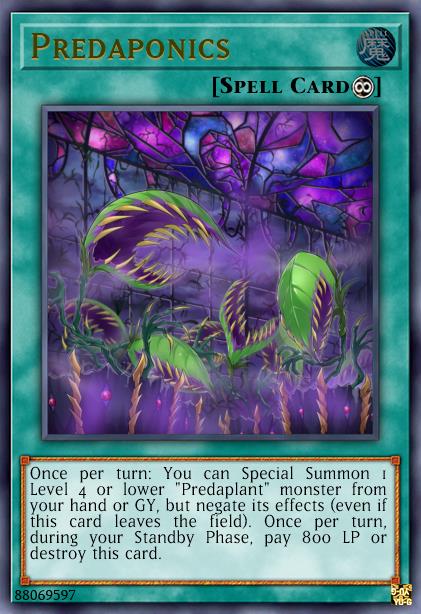 PREDAPONICS
魔
[SPELL CARD]
Once per turn: You can Special Summon 1
Level 4 or lower "Predaplant" monster from
your hand or GY, but negate its effects (even if
this card leaves the field). Once per turn,
during your Standby Phase, pay 800 LP or
destroy this card.
88069597